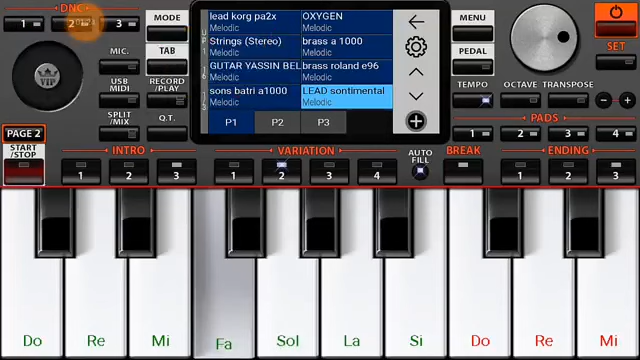 DNC
1 2 3
MODE
TAB
RECORD
/PLAY
Q.T.
MIC.
USB
MIDI
SPLIT
/MIX
VIP
lead korg pa2x OXYGEN
Melodic Melodic
Strings (Stereo) brass a 1000
Melodic Melodic
GUTAR YASSIN BEL brass roland e96
Melodic Melodic
sons batri a1000 LEAD sontimental
Melodic Melodic
P1 P2 P3
MENU
PEDAL
SET
TEMPO OCTAVE TRANSPOSE
PADS
1 2 3 4
PAGE 2
START
/STOP
INTRO
1 2 3
VARIATION
1 2 3 4
AUTO
FILL
BREAK
ENDING
1 2 3
Do Re Mi Fa Sol La Si Do Re Mi